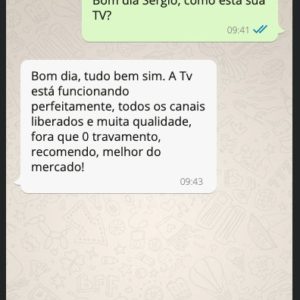 Bom dia Sérgio, como está sua
TV?
09:41
Bom dia, tudo bem sim. A Tv
está funcionando
perfeitamente, todos os canais
liberados e muita qualidade,
fora que 0 travamento,
recomendo, melhor do
mercado!
09:43